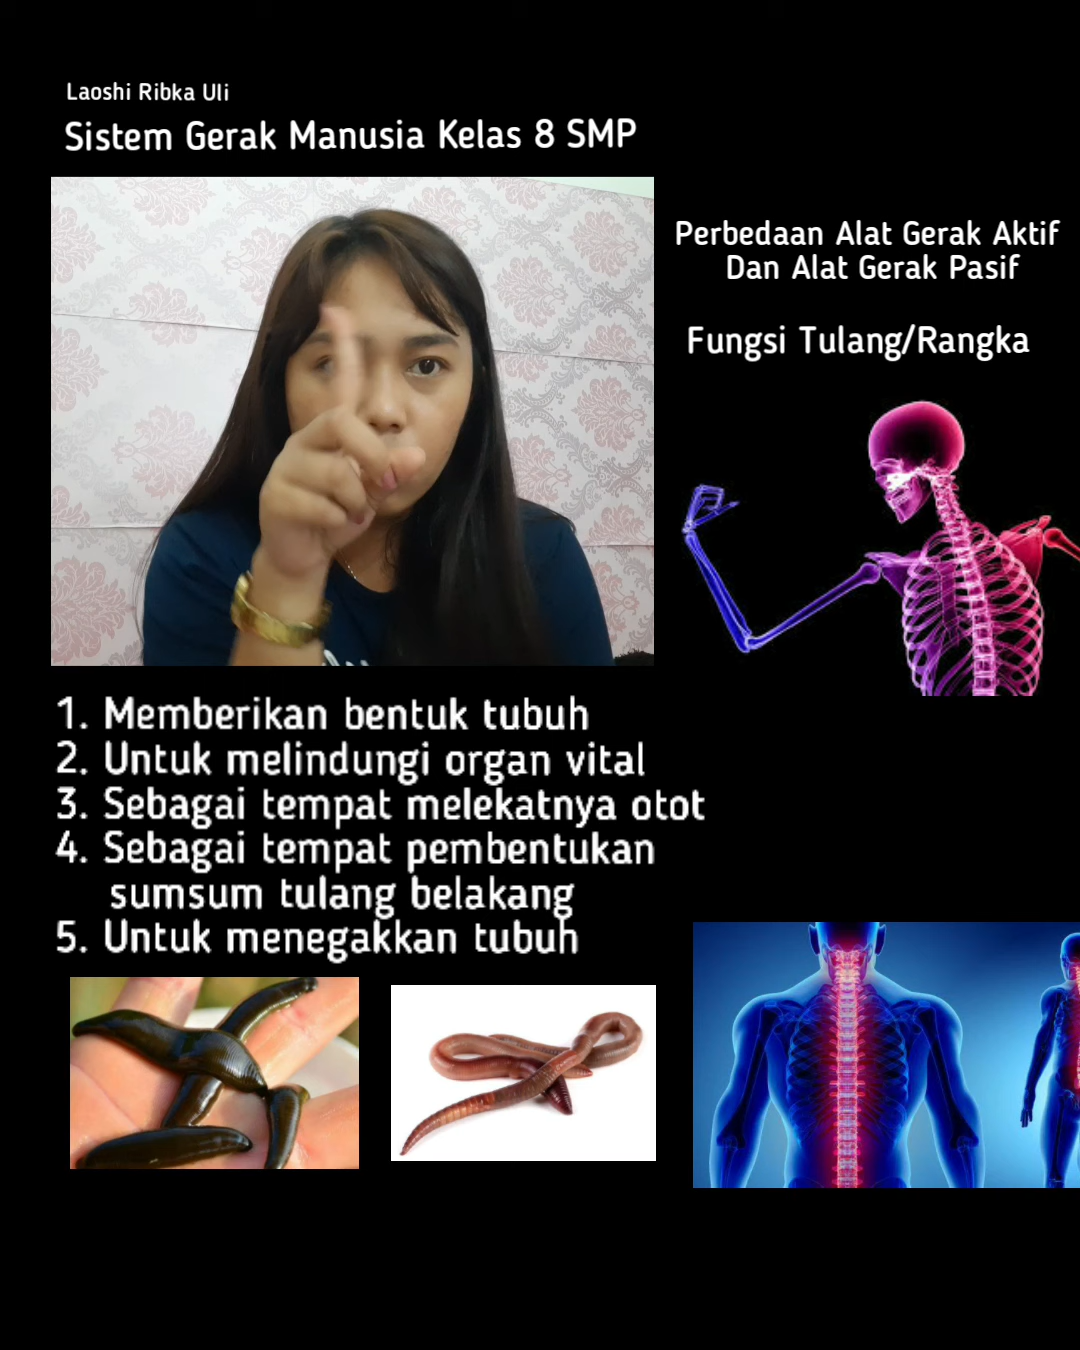 Laoshi Ribka Uli
Sistem Gerak Manusia Kelas 8 SMP
Perbedaan Alat Gerak Aktif
Dan Alat Gerak Pasif
Fungsi Tulang/Rangka
1. Memberikan bentuk tubuh
2. Untuk melindungi organ vital
3. Sebagai tempat melekatnya otot
4. Sebagai tempat pembentukan
sumsum tulang belakang
5. Untuk menegakkan tubuh